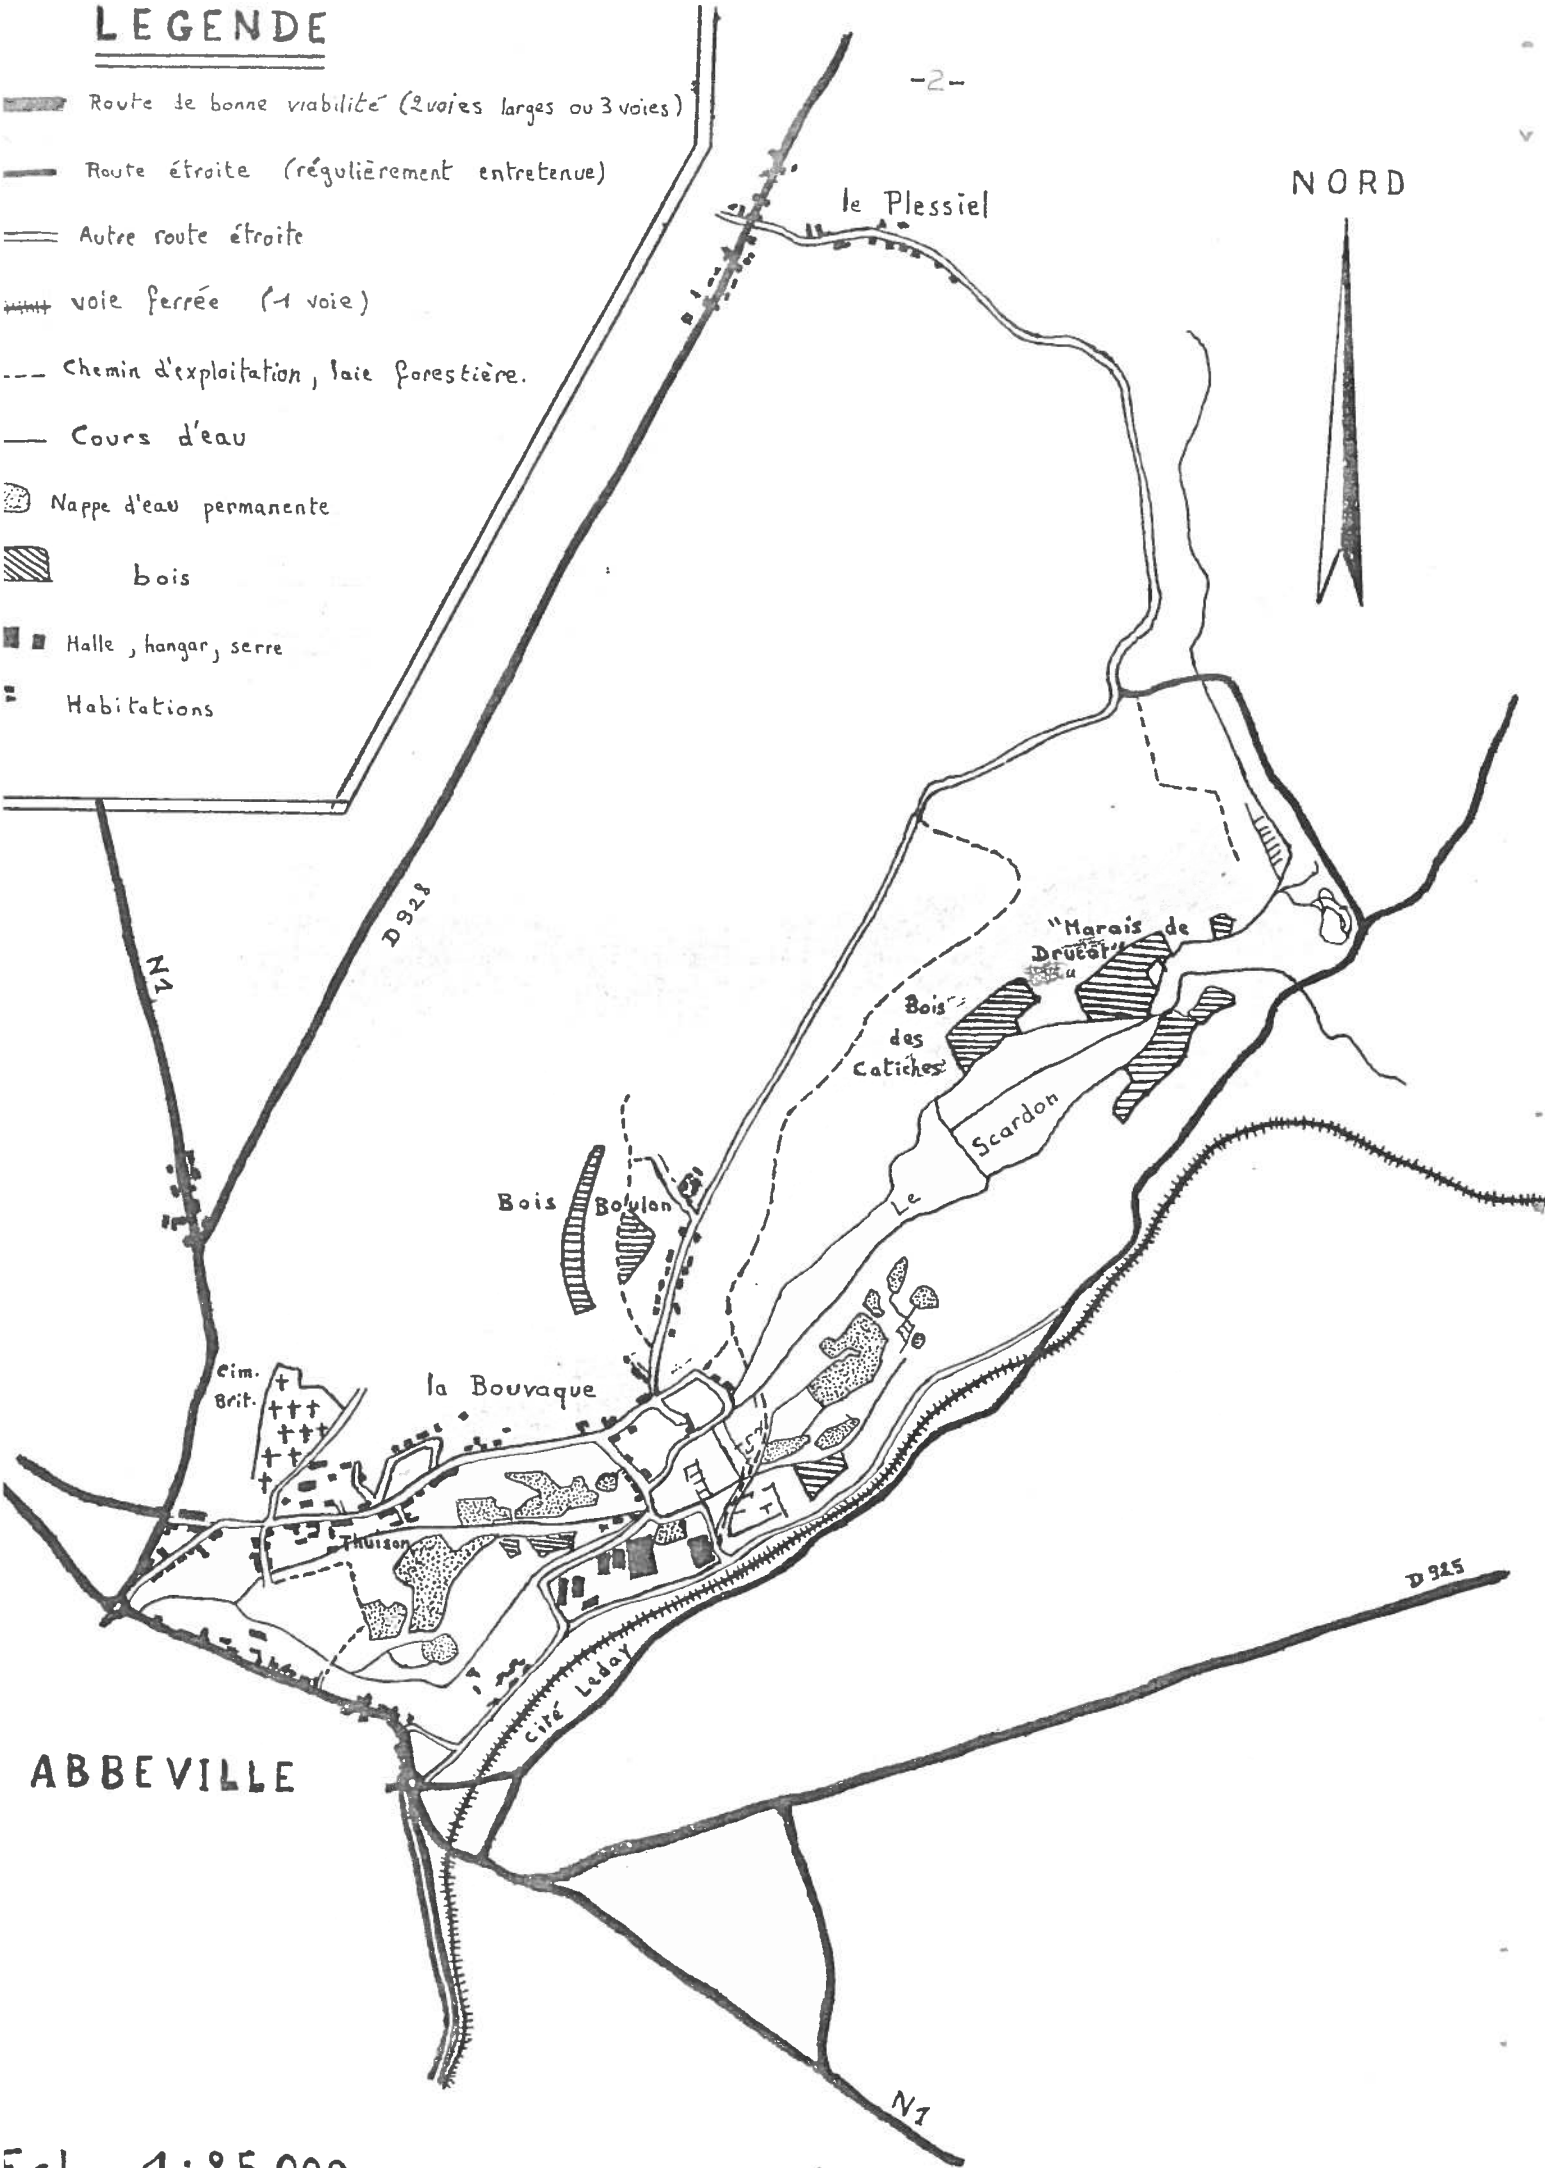 LEGENDE
-2-
Route de bonne viabilité (2 voies larges ou 3 voies)
Route étroite (régulièrement entretenue)
Autre route étroite
voie ferrée (1 voie)
Chemin d'exploitation, laie forestière.
Cours d'eau
Nappe d'eau permanente
bois
Halle, hangar, serre
Habitations
NORD
le Plessiel
D 928
N1
"Marais de
Drucat"
Bois
des
Catiches
Le Scardon
Bois Boulon
Cim.
Brit.
la Bouvaque
Thuison
D 925
Cité Leday
ABBEVILLE
N1